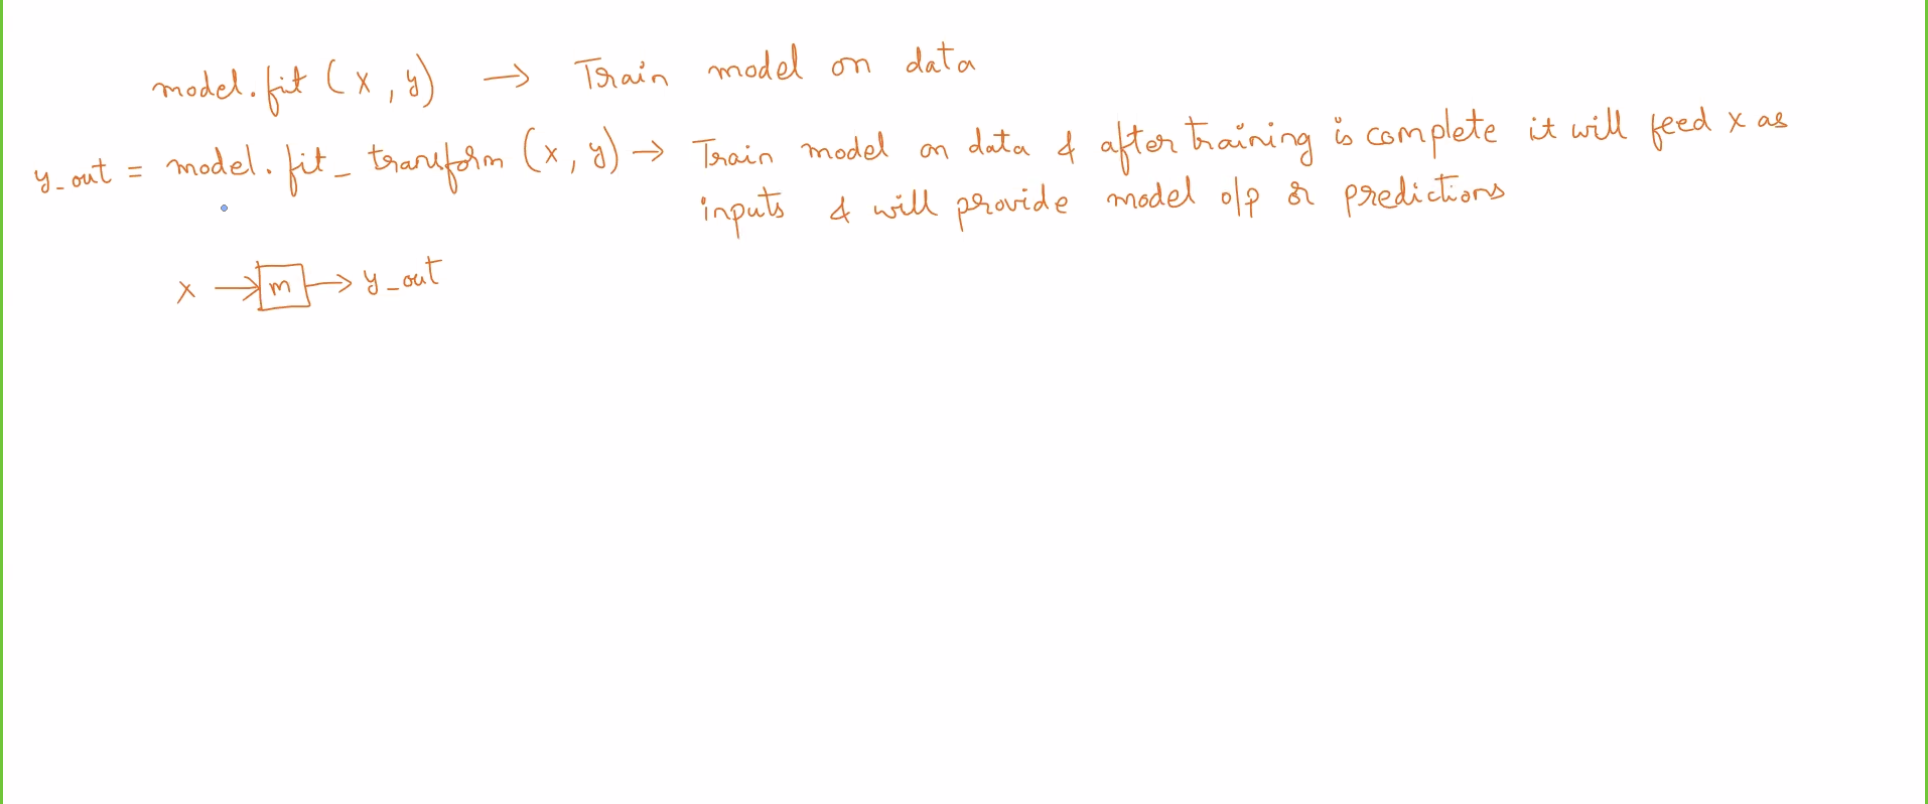 model.fit (x, y) → Train model on data
y_out = model.fit_transform (x, y) → Train model on data & after training is complete it will feed x as
inputs & will provide model o/p or predictions
x → m → y_out